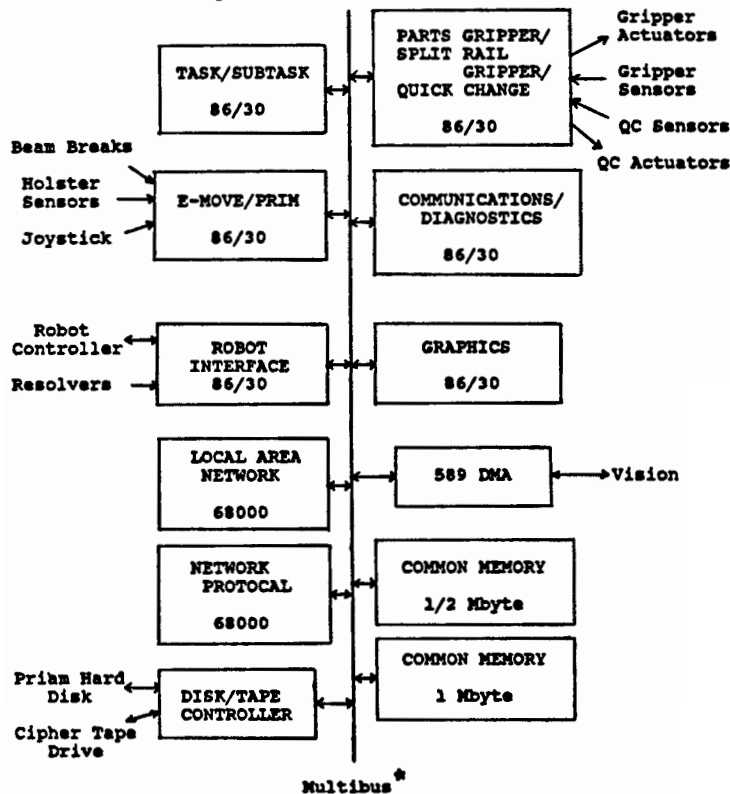 TASK/SUBTASK
86/30
PARTS GRIPPER/
SPLIT RAIL
GRIPPER/
QUICK CHANGE
86/30
Gripper
Actuators
Gripper
Sensors
QC Sensors
QC Actuators
Beam Breaks
Holster
Sensors
Joystick
E-MOVE/PRIM
86/30
COMMUNICATIONS/
DIAGNOSTICS
86/30
Robot
Controller
Resolvers
ROBOT
INTERFACE
86/30
GRAPHICS
86/30
LOCAL AREA
NETWORK
68000
589 DMA
Vision
NETWORK
PROTOCAL
68000
COMMON MEMORY
1/2 Mbyte
Priam Hard
Disk
Cipher Tape
Drive
DISK/TAPE
CONTROLLER
COMMON MEMORY
1 Mbyte
Multibus*